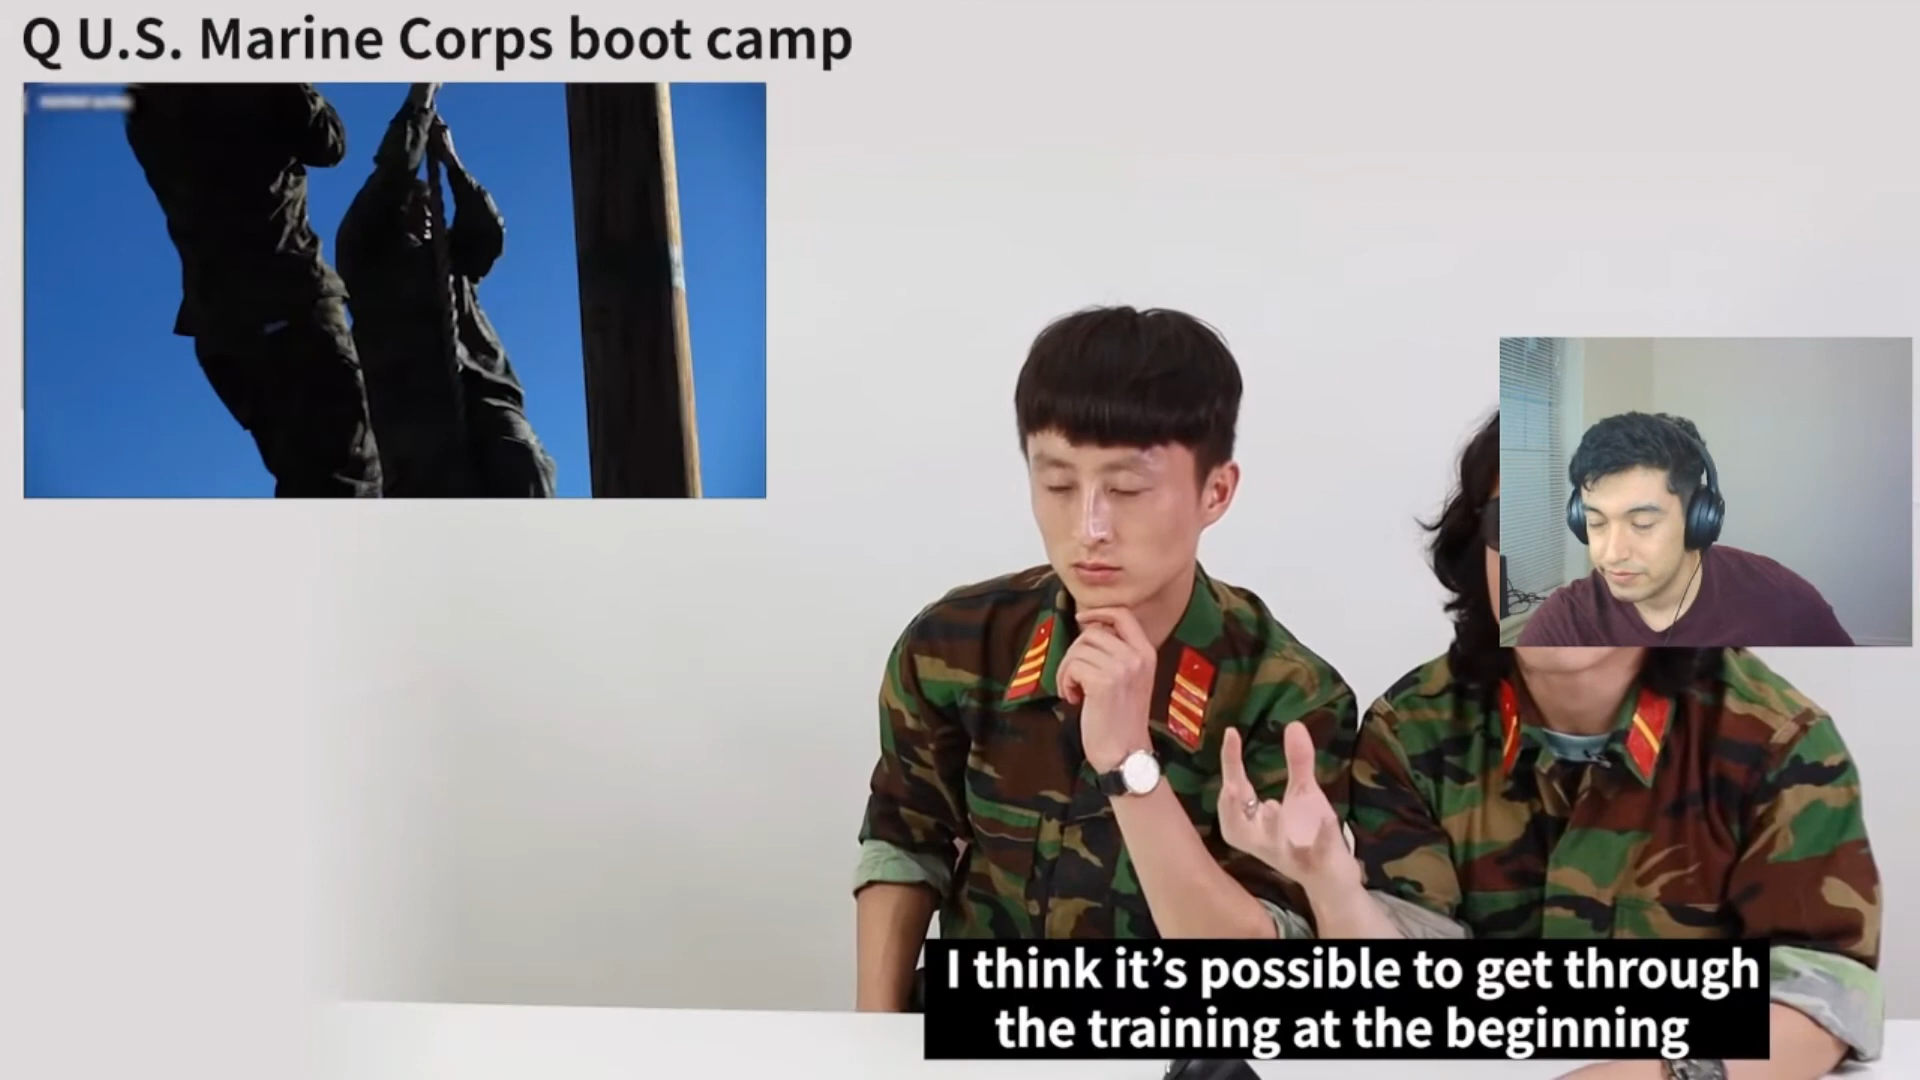 Q U.S. Marine Corps boot camp
I think it’s possible to get through
the training at the beginning